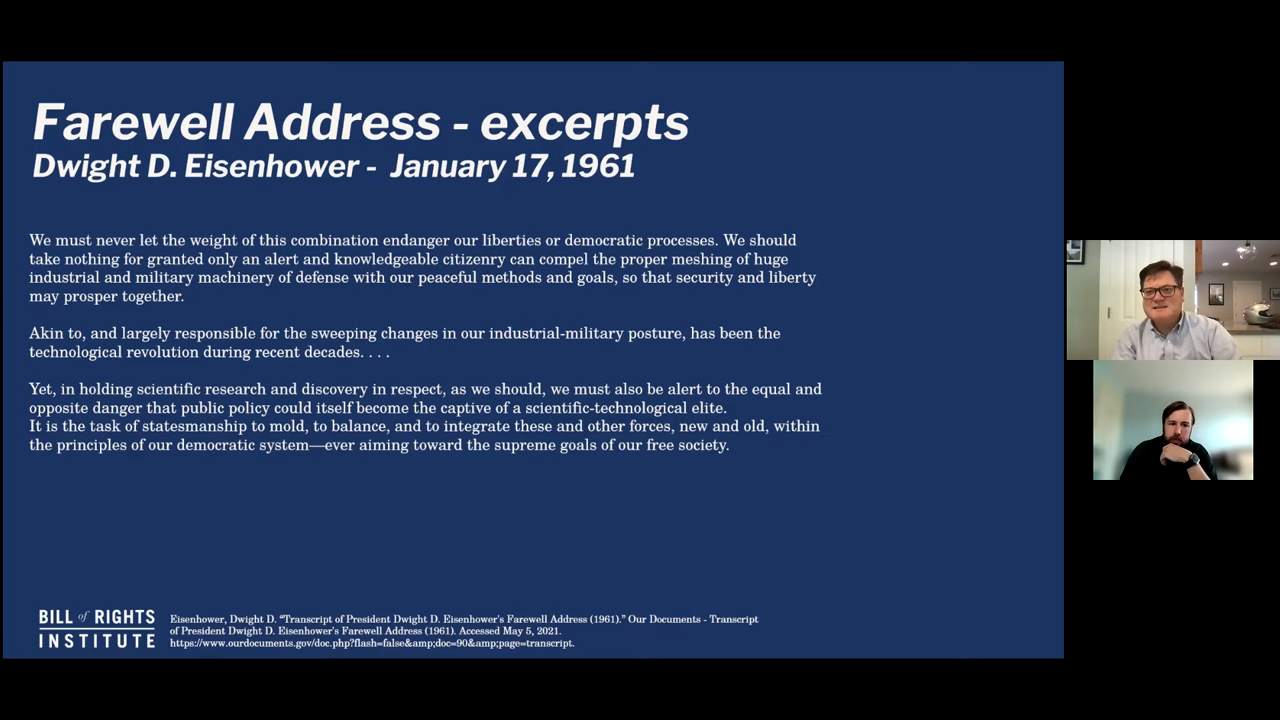 Farewell Address - excerpts
Dwight D. Eisenhower - January 17, 1961
We must never let the weight of this combination endanger our liberties or democratic processes. We should
take nothing for granted only an alert and knowledgeable citizenry can compel the proper meshing of huge
industrial and military machinery of defense with our peaceful methods and goals, so that security and liberty
may prosper together.
Akin to, and largely responsible for the sweeping changes in our industrial-military posture, has been the
technological revolution during recent decades. . . .
Yet, in holding scientific research and discovery in respect, as we should, we must also be alert to the equal and
opposite danger that public policy could itself become the captive of a scientific-technological elite.
It is the task of statesmanship to mold, to balance, and to integrate these and other forces, new and old, within
the principles of our democratic system—ever aiming toward the supreme goals of our free society.
BILL of RIGHTS
INSTITUTE
Eisenhower, Dwight D. “Transcript of President Dwight D. Eisenhower's Farewell Address (1961).” Our Documents - Transcript
of President Dwight D. Eisenhower's Farewell Address (1961). Accessed May 5, 2021.
https://www.ourdocuments.gov/doc.php?flash=false&amp;doc=90&amp;page=transcript.